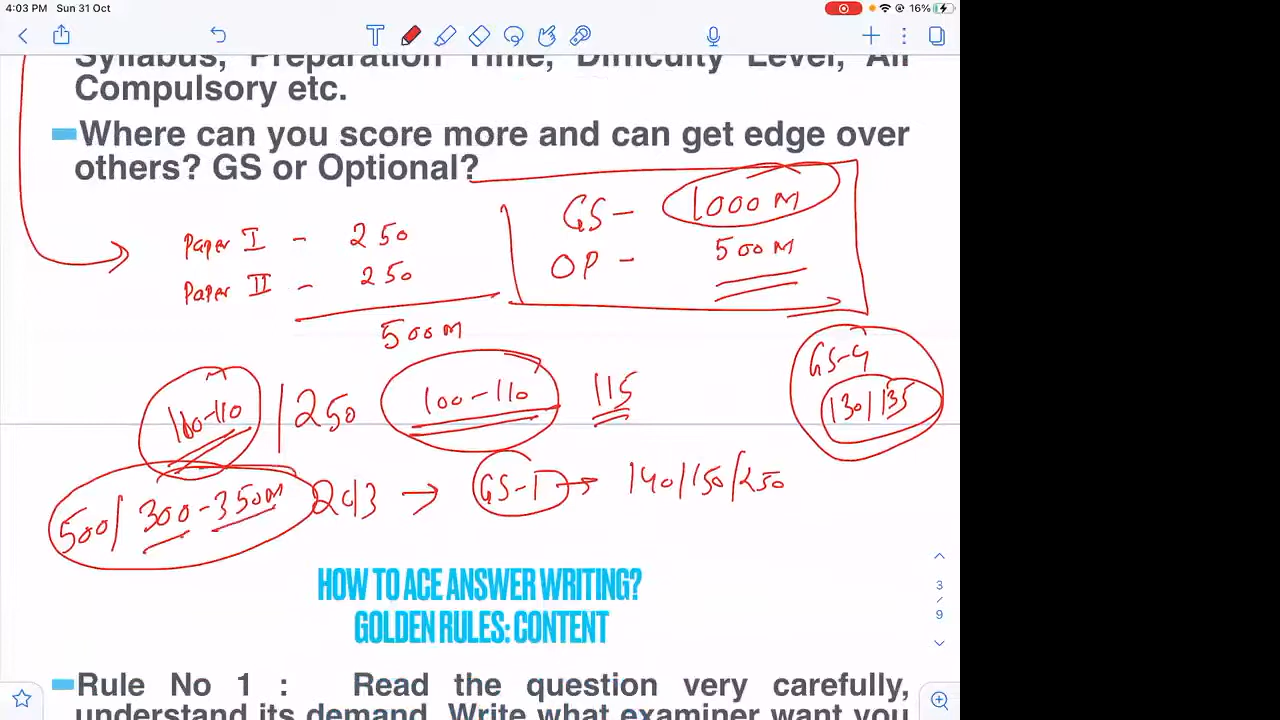 4:03 PM Sun 31 Oct
16%
Syllabus, Preparation Time, Difficulty Level, All
Compulsory etc.
Where can you score more and can get edge over
others? GS or Optional?
GS - 1000 M
OP - 500 M
Paper I - 250
Paper II - 250
500 M
GS-4
130/135
100-110 /250 100-110 115
500/ 300-350M 2013 → GS-I → 140/150/250
HOW TO ACE ANSWER WRITING?
GOLDEN RULES: CONTENT
3
/
9
Rule No 1 : Read the question very carefully,
understand its demand. Write what examiner want you